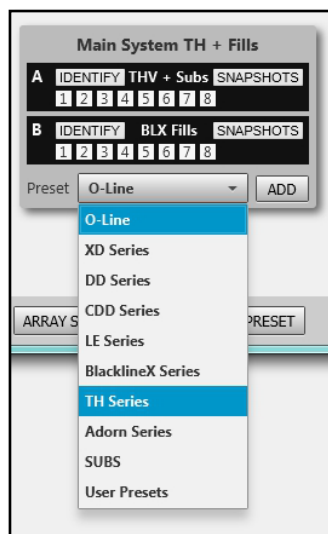 Main System TH + Fills
A IDENTIFY THV + Subs SNAPSHOTS
1 2 3 4 5 6 7 8
B IDENTIFY BLX Fills SNAPSHOTS
1 2 3 4 5 6 7 8
Preset O-Line ADD
O-Line
XD Series
DD Series
CDD Series
ARRAY S PRESET
LE Series
BlacklineX Series
TH Series
Adorn Series
SUBS
User Presets